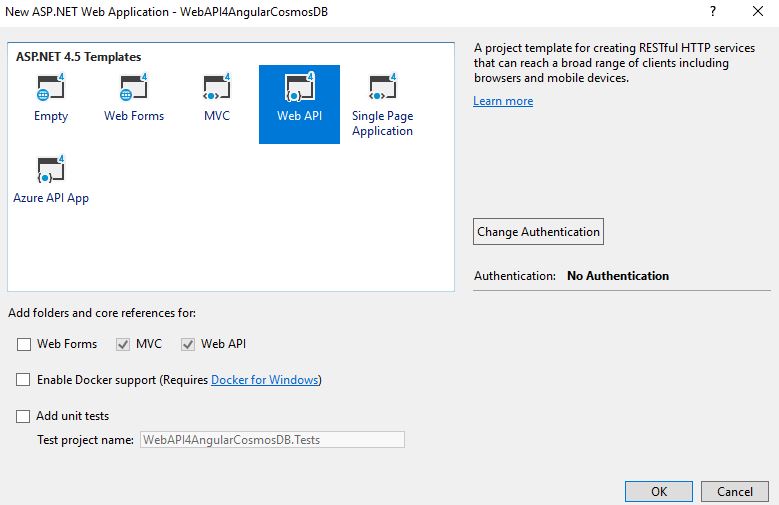 New ASP.NET Web Application - WebAPI4AngularCosmosDB
?
ASP.NET 4.5 Templates
4 4 4 4 4
Empty Web Forms MVC Web API Single Page
Application
4
Azure API App
A project template for creating RESTful HTTP services
that can reach a broad range of clients including
browsers and mobile devices.
Learn more
Change Authentication
Authentication: No Authentication
Add folders and core references for:
Web Forms MVC Web API
Enable Docker support (Requires Docker for Windows)
Add unit tests
Test project name: WebAPI4AngularCosmosDB.Tests
OK Cancel